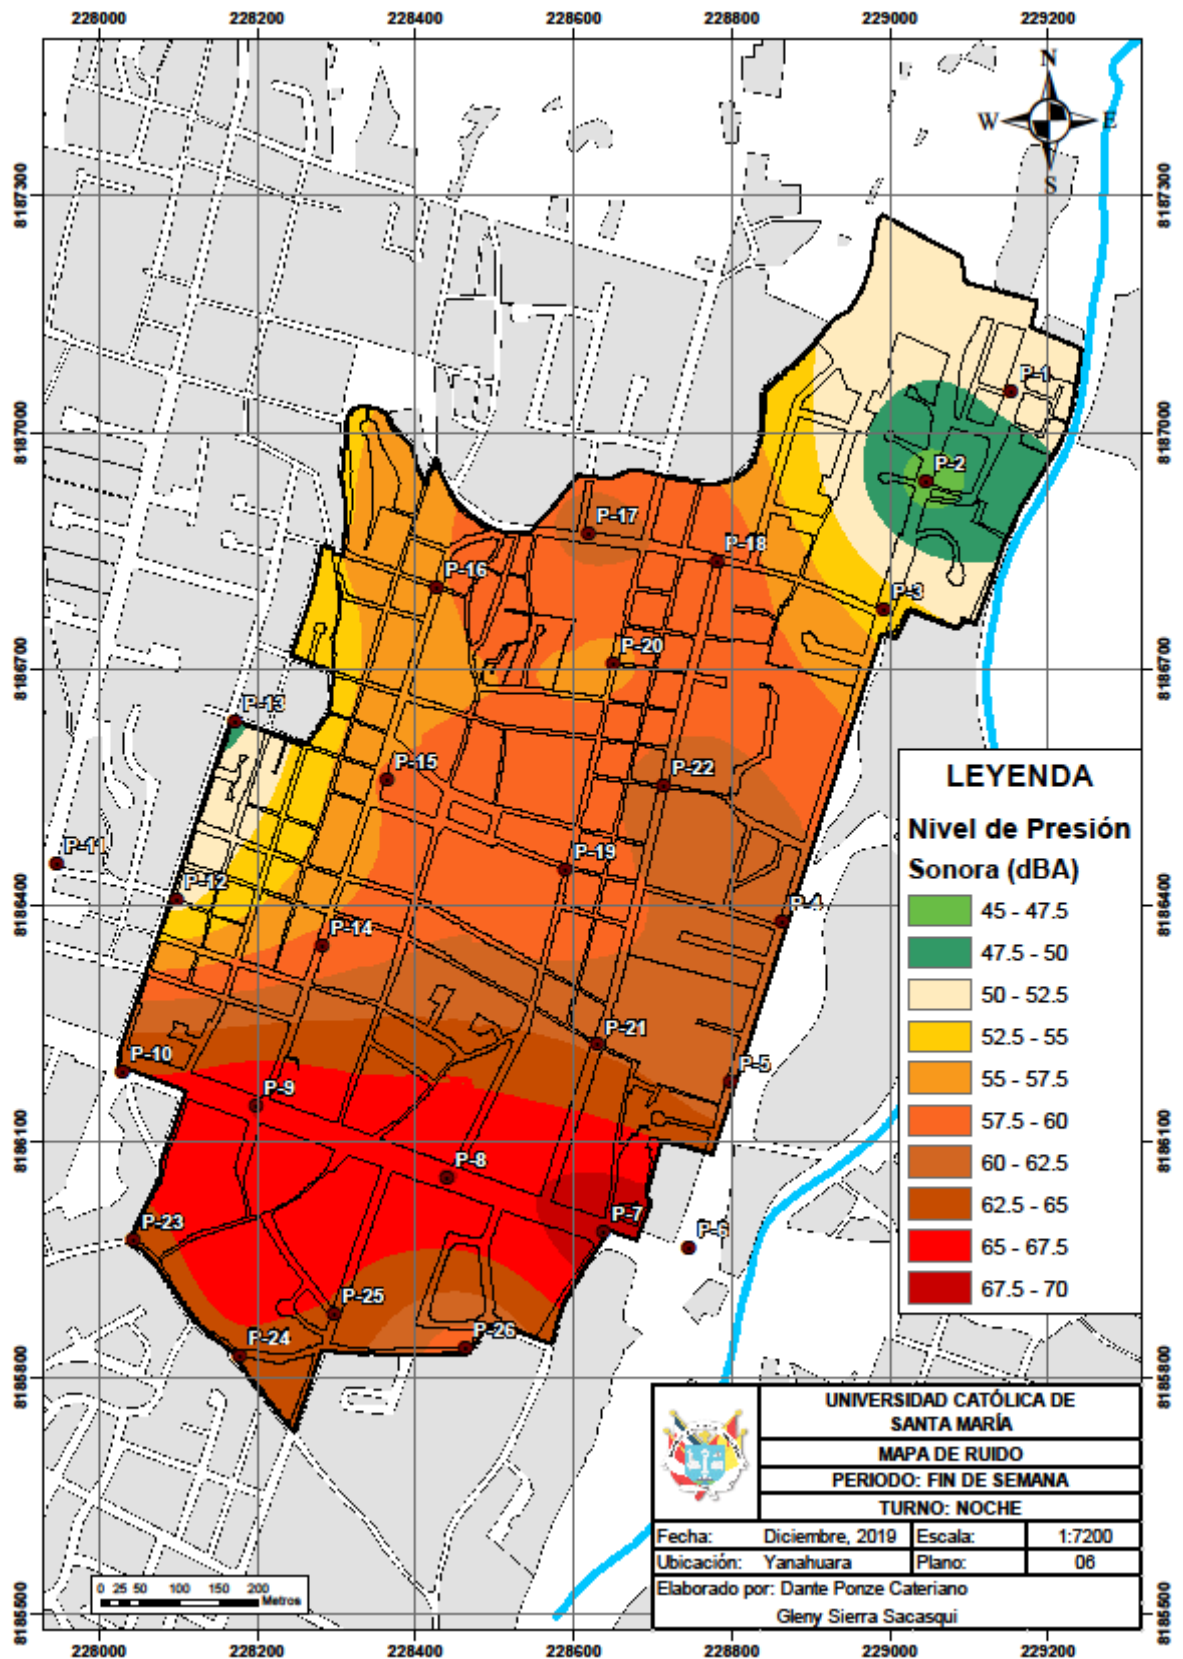 228000 228200 228400 228600 228800 229000 229200
N
W E
S
8187300 8187300
P-1
8187000 8187000
P-2
P-17
P-18
P-16
P-3
P-20
8186700 8186700
P-13
P-15
P-22
LEYENDA
Nivel de Presión
Sonora (dBA)
45 - 47.5
47.5 - 50
50 - 52.5
52.5 - 55
55 - 57.5
57.5 - 60
60 - 62.5
62.5 - 65
65 - 67.5
67.5 - 70
P-11
P-19
P-12
8186400 8186400
P-4
P-14
P-21
P-10
P-5
P-9
8186100 8186100
P-8
P-7
P-23
P-6
P-25
P-26
P-24
8185800 8185800
UNIVERSIDAD CATÓLICA DE
SANTA MARÍA
MAPA DE RUIDO
PERIODO: FIN DE SEMANA
TURNO: NOCHE
Fecha: Diciembre, 2019 Escala: 1:7200
Ubicación: Yanahuara Plano: 06
Elaborado por: Dante Ponze Cateriano
Gleny Sierra Sacasqui
0 25 50 100 150 200
Metros
8185500 8185500
228000 228200 228400 228600 228800 229000 229200